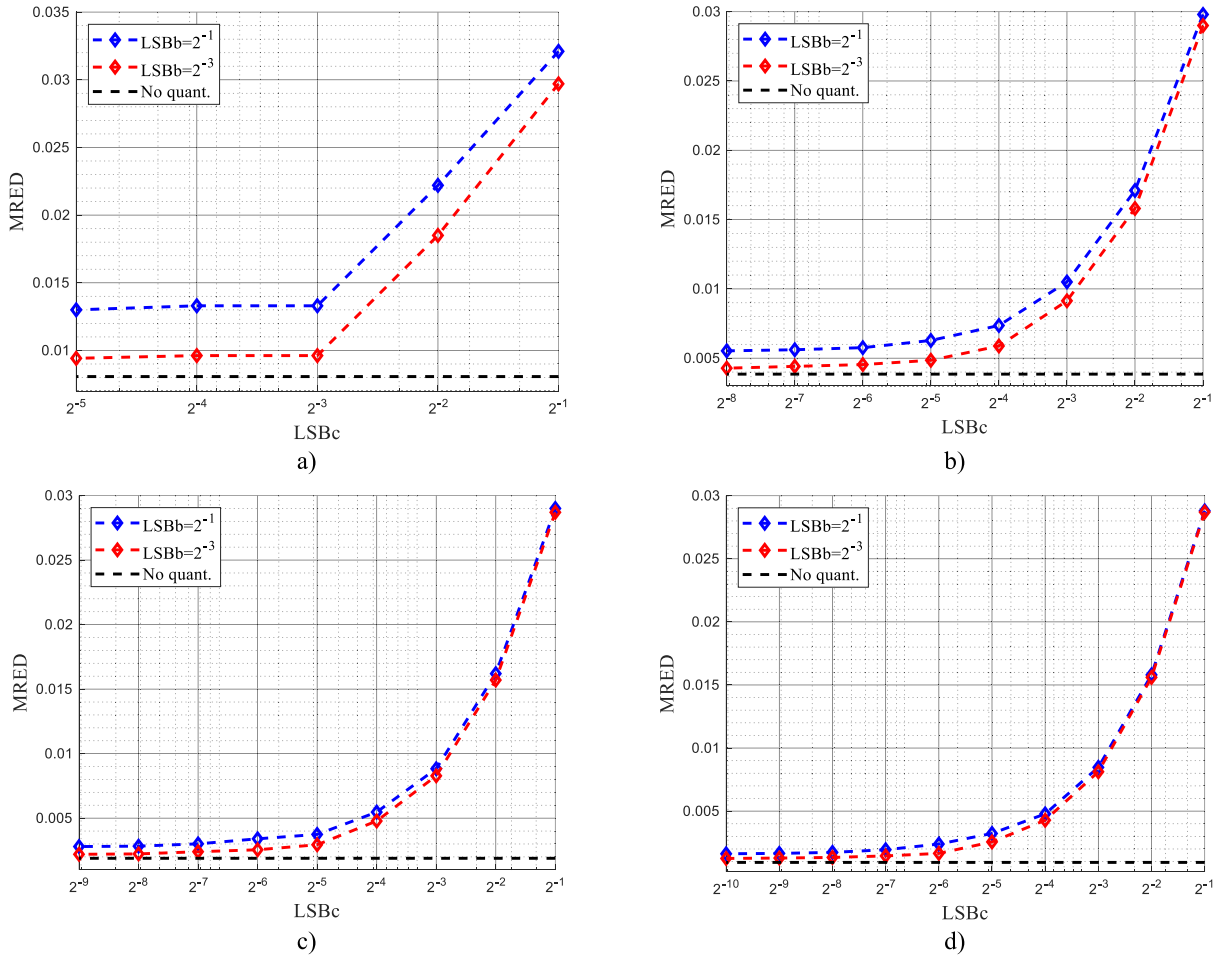 0.035
0.03
0.025
0.02
0.015
0.01
MRED
LSBb=2⁻¹
LSBb=2⁻³
No quant.
2⁻⁵ 2⁻⁴ 2⁻³ 2⁻² 2⁻¹
LSBc
a)
0.03
0.025
0.02
0.015
0.01
0.005
MRED
LSBb=2⁻¹
LSBb=2⁻³
No quant.
2⁻⁸ 2⁻⁷ 2⁻⁶ 2⁻⁵ 2⁻⁴ 2⁻³ 2⁻² 2⁻¹
LSBc
b)
0.03
0.025
0.02
0.015
0.01
0.005
MRED
LSBb=2⁻¹
LSBb=2⁻³
No quant.
2⁻⁹ 2⁻⁸ 2⁻⁷ 2⁻⁶ 2⁻⁵ 2⁻⁴ 2⁻³ 2⁻² 2⁻¹
LSBc
c)
0.03
0.025
0.02
0.015
0.01
0.005
MRED
LSBb=2⁻¹
LSBb=2⁻³
No quant.
2⁻¹⁰ 2⁻⁹ 2⁻⁸ 2⁻⁷ 2⁻⁶ 2⁻⁵ 2⁻⁴ 2⁻³ 2⁻² 2⁻¹
LSBc
d)